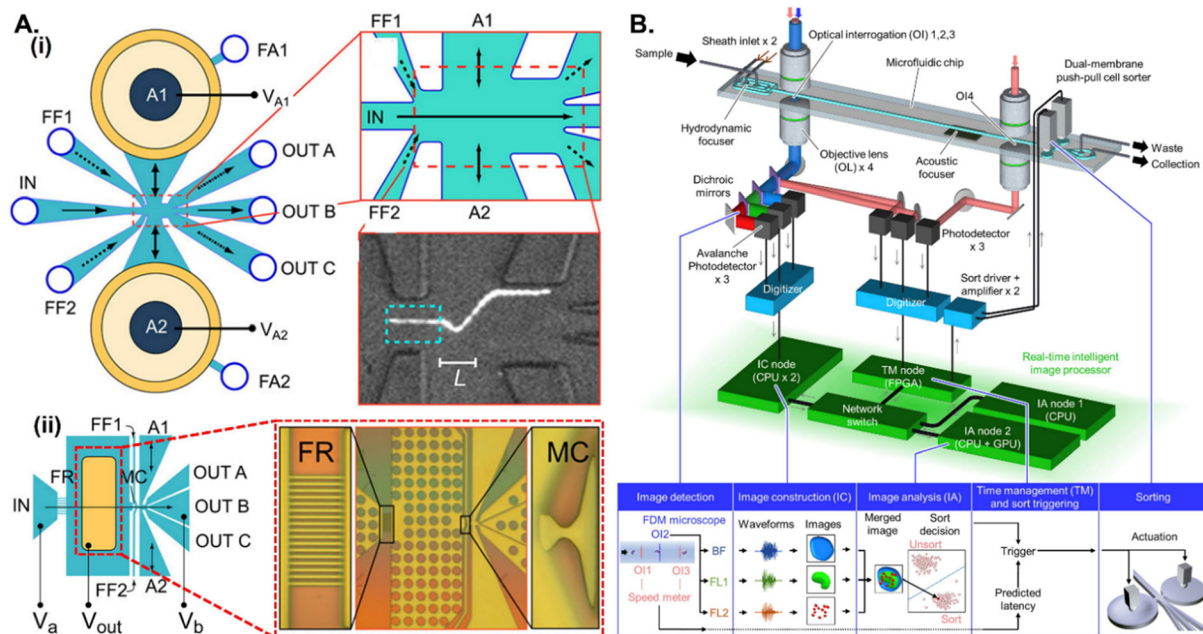 A.
(i)
A1
V_A1
FA1
FF1
IN
FF2
OUT A
OUT B
OUT C
A2
V_A2
FA2
FF1
A1
IN
FF2
A2
L
(ii)
FF1
A1
FR
MC
IN
OUT A
OUT B
OUT C
FF2
A2
V_a
V_out
V_b
FR
MC
B.
Sample
Sheath inlet x 2
Optical interrogation (OI) 1,2,3
Microfluidic chip
Dual-membrane
push-pull cell sorter
OI4
Hydrodynamic
focuser
Objective lens
(OL) x 4
Acoustic
focuser
Waste
Collection
Dichroic
mirrors
Avalanche
Photodetector
x 3
Photodetector
x 3
Digitizer
Digitizer
Sort driver +
amplifier x 2
Real-time intelligent
image processor
IC node
(CPU x 2)
TM node
(FPGA)
Network
switch
IA node 1
(CPU)
IA node 2
(CPU + GPU)
Image detection
Image construction (IC)
Image analysis (IA)
Time management (TM)
and sort triggering
Sorting
FDM microscope
OI2
OI1
OI3
Speed meter
BF
FL1
FL2
Waveforms
Images
Merged
image
Sort
decision
Unsort
Sort
Trigger
Predicted
latency
Actuation